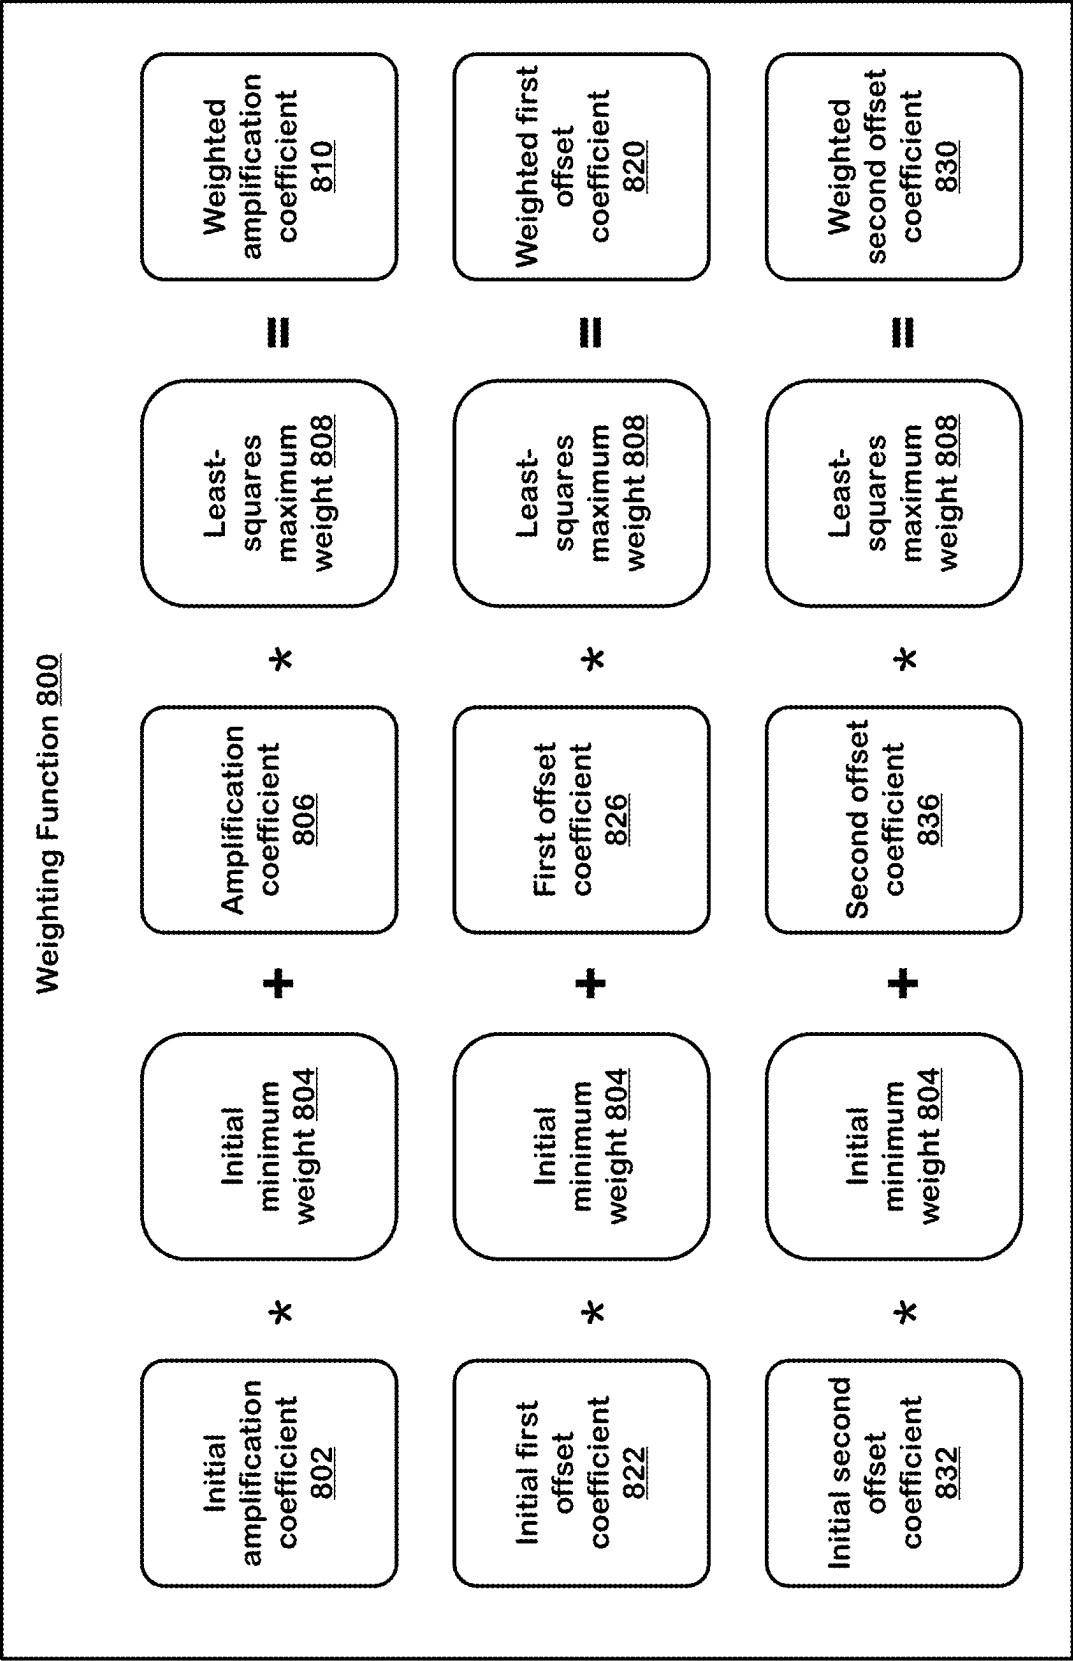 Weighting Function 800
Initial
amplification
coefficient
802
*
Initial
minimum
weight 804
+
Amplification
coefficient
806
*
Least-
squares
maximum
weight 808
=
Weighted
amplification
coefficient
810
Initial first
offset
coefficient
822
*
Initial
minimum
weight 804
+
First offset
coefficient
826
*
Least-
squares
maximum
weight 808
=
Weighted first
offset
coefficient
820
Initial second
offset
coefficient
832
*
Initial
minimum
weight 804
+
Second offset
coefficient
836
*
Least-
squares
maximum
weight 808
=
Weighted
second offset
coefficient
830